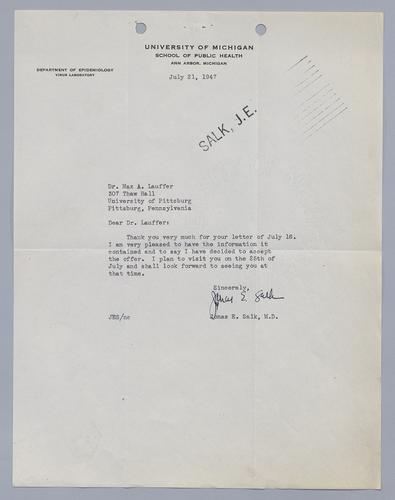 UNIVERSITY OF MICHIGAN
SCHOOL OF PUBLIC HEALTH
ANN ARBOR, MICHIGAN
DEPARTMENT OF EPIDEMIOLOGY
VIRUS LABORATORY
July 21, 1947
SALK, J.E.
Dr. Max A. Lauffer
207 Thaw Hall
University of Pittsburg
Pittsburg, Pennsylvania
Dear Dr. Lauffer:
Thank you very much for your letter of July 18.
I am very pleased to have the information it
contained and to say I have decided to accept
the offer. I plan to visit you on the 28th of
July and shall look forward to seeing you at
that time.
Sincerely,
Jonas E. Salk
JES/nc
Jonas E. Salk, M.D.